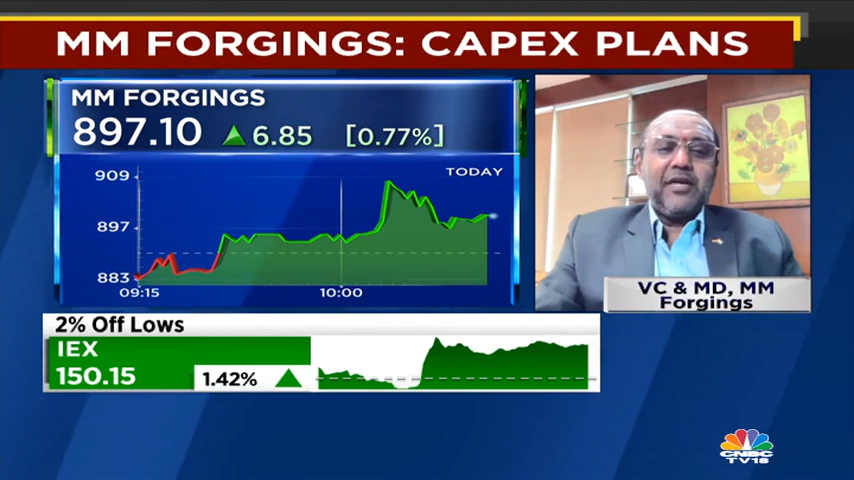 MM FORGINGS: CAPEX PLANS
MM FORGINGS
897.10 ▲ 6.85 [0.77%]
TODAY
909
897
883
09:15 10:00
VC & MD, MM
Forgings
2% Off Lows
IEX
150.15 1.42% ▲
CNBC
TV18